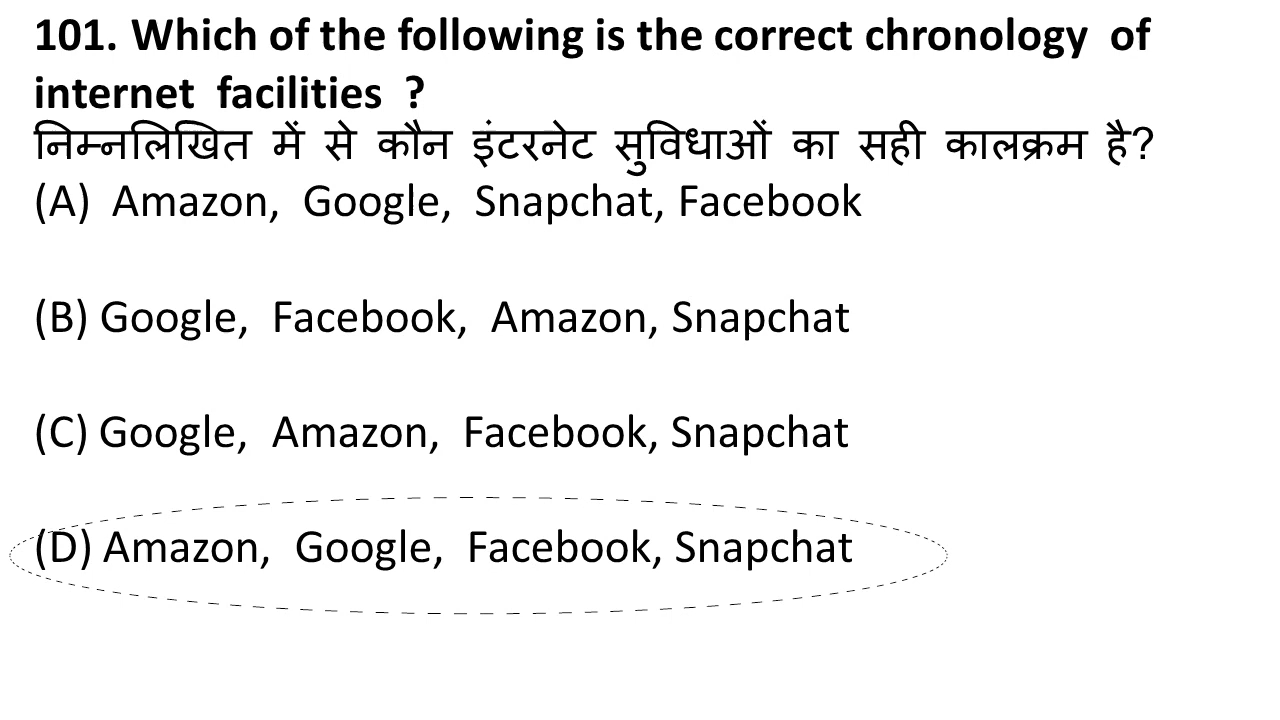 101. Which of the following is the correct chronology of
internet facilities ?
निम्नलिखित में से कौन इंटरनेट सुविधाओं का सही कालक्रम है?
(A) Amazon, Google, Snapchat, Facebook
(B) Google, Facebook, Amazon, Snapchat
(C) Google, Amazon, Facebook, Snapchat
(D) Amazon, Google, Facebook, Snapchat